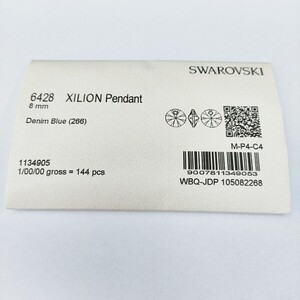 SWAROVSKI
6428 XILION Pendant
8 mm
Denim Blue (266)
M-P4-C4
1134905
1/00/00 gross = 144 pcs
9007811349053
WBQ-JDP 105082268